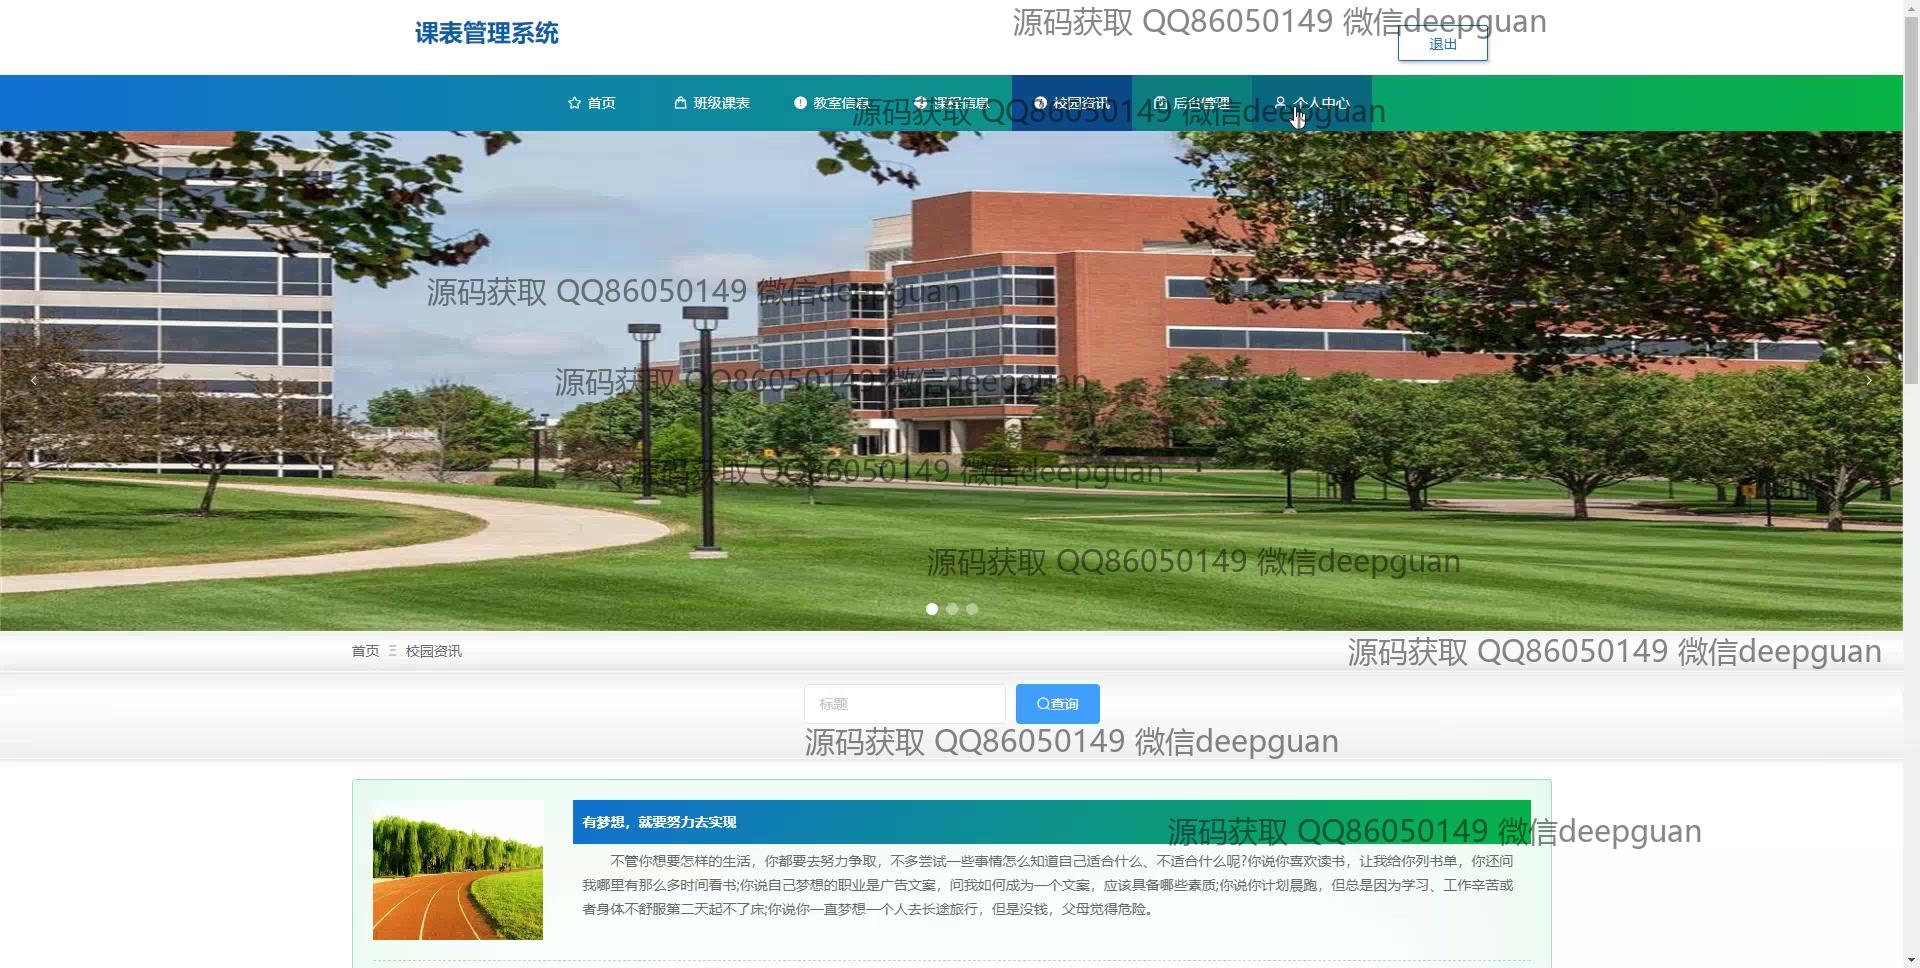 课表管理系统
源码获取 QQ86050149 微信deepguan
退出
首页
班级课表
教室信息
课程信息
校园资讯
后台管理
个人中心
源码获取 QQ86050149 微信deepguan
源码获取 QQ86050149 微信deepguan
源码获取 QQ86050149 微信deepguan
源码获取 QQ86050149 微信deepguan
源码获取 QQ86050149 微信deepguan
源码获取 QQ86050149 微信deepguan
首页 Ξ 校园资讯
源码获取 QQ86050149 微信deepguan
标题
查询
源码获取 QQ86050149 微信deepguan
有梦想，就要努力去实现
源码获取 QQ86050149 微信deepguan
不管你想要怎样的生活，你都要去努力争取，不多尝试一些事情怎么知道自己适合什么、不适合什么呢?你说你喜欢读书，让我给你列书单，你还问
我哪里有那么多时间看书;你说自己梦想的职业是广告文案，问我如何成为一个文案，应该具备哪些素质;你说你计划晨跑，但总是因为学习、工作辛苦或
者身体不舒服第二天起不了床;你说你一直梦想一个人去长途旅行，但是没钱，父母觉得危险。